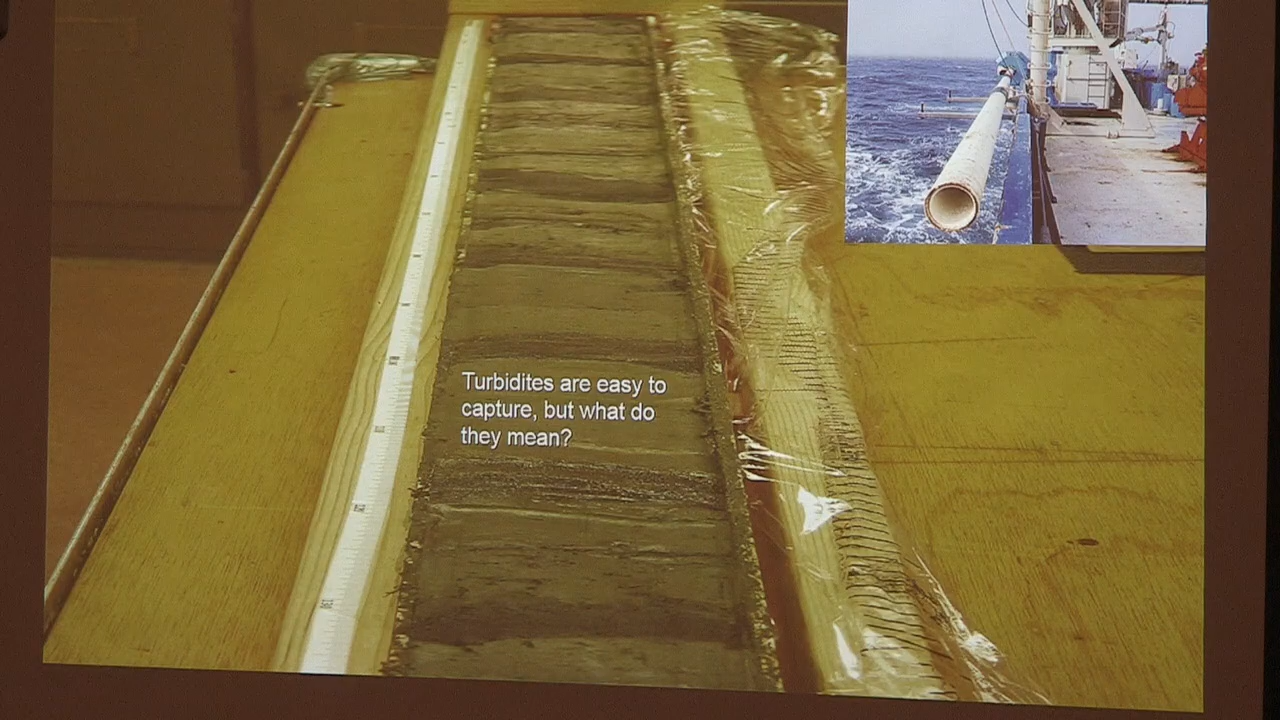 Turbidites are easy to
capture, but what do
they mean?